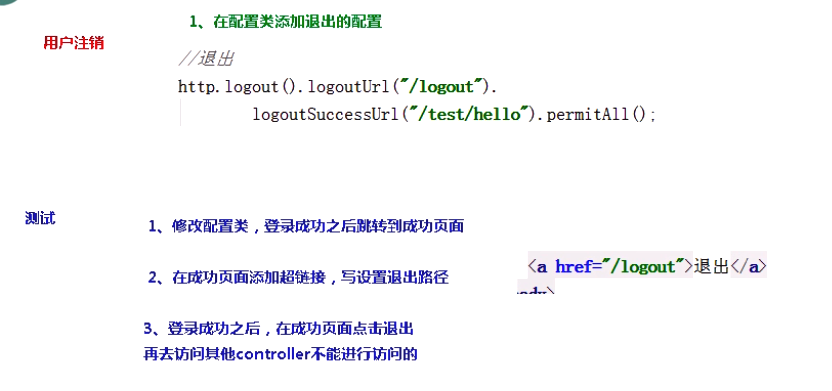 1、在配置类添加退出的配置
用户注销
//退出
http.logout().logoutUrl("/logout").
logoutSuccessUrl("/test/hello").permitAll();
测试
1、修改配置类，登录成功之后跳转到成功页面
2、在成功页面添加超链接，写设置退出路径
<a href="/logout">退出</a>
3、登录成功之后，在成功页面点击退出
再去访问其他controller不能进行访问的